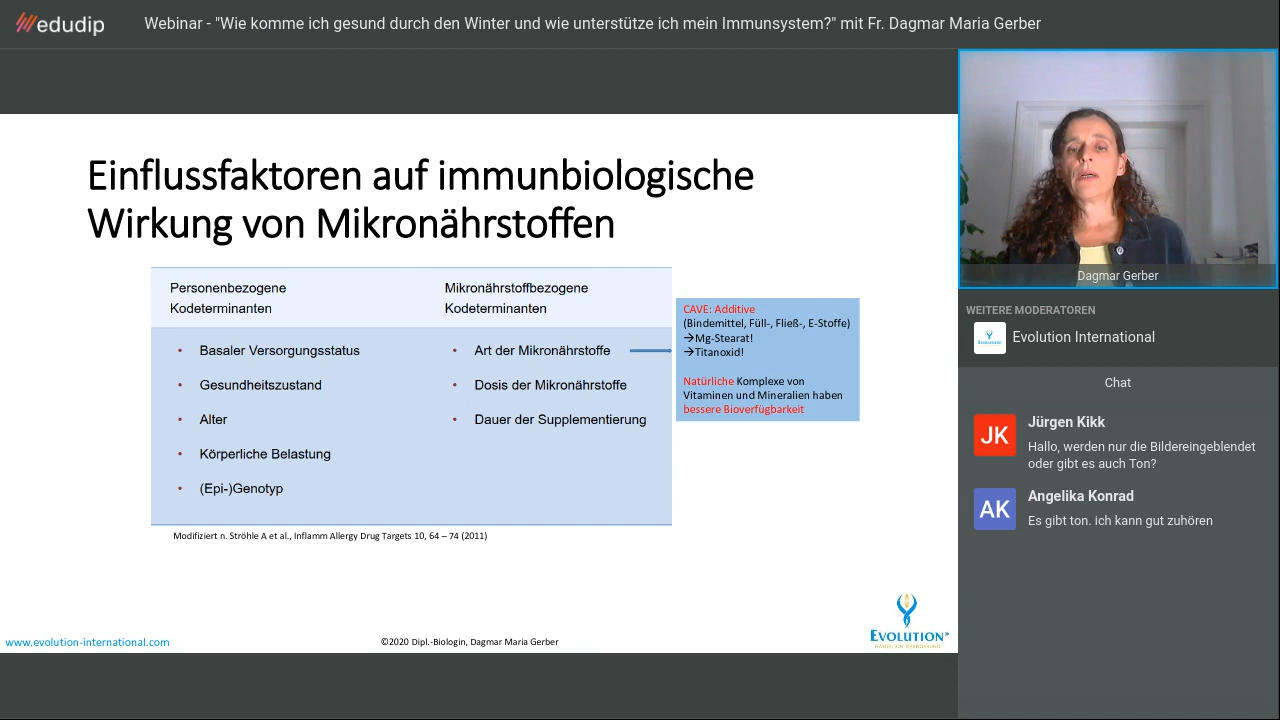 edudip
Webinar - "Wie komme ich gesund durch den Winter und wie unterstütze ich mein Immunsystem?" mit Fr. Dagmar Maria Gerber
Einflussfaktoren auf immunbiologische
Wirkung von Mikronährstoffen
Personenbezogene
Kodeterminanten
• Basaler Versorgungsstatus
• Gesundheitszustand
• Alter
• Körperliche Belastung
• (Epi-)Genotyp
Mikronährstoffbezogene
Kodeterminanten
• Art der Mikronährstoffe
• Dosis der Mikronährstoffe
• Dauer der Supplementierung
CAVE: Additive
(Bindemittel, Füll-, Fließ-, E-Stoffe)
→Mg-Stearat!
→Titanoxid!
Natürliche Komplexe von
Vitaminen und Mineralien haben
bessere Bioverfügbarkeit
Modifiziert n. Ströhle A et al., Inflamm Allergy Drug Targets 10, 64 – 74 (2011)
www.evolution-international.com
©2020 Dipl.-Biologin, Dagmar Maria Gerber
EVOLUTION®
Dagmar Gerber
WEITERE MODERATOREN
Evolution International
Chat
JK
Jürgen Kikk
Hallo, werden nur die Bildereingeblendet
oder gibt es auch Ton?
AK
Angelika Konrad
Es gibt ton. ich kann gut zuhören